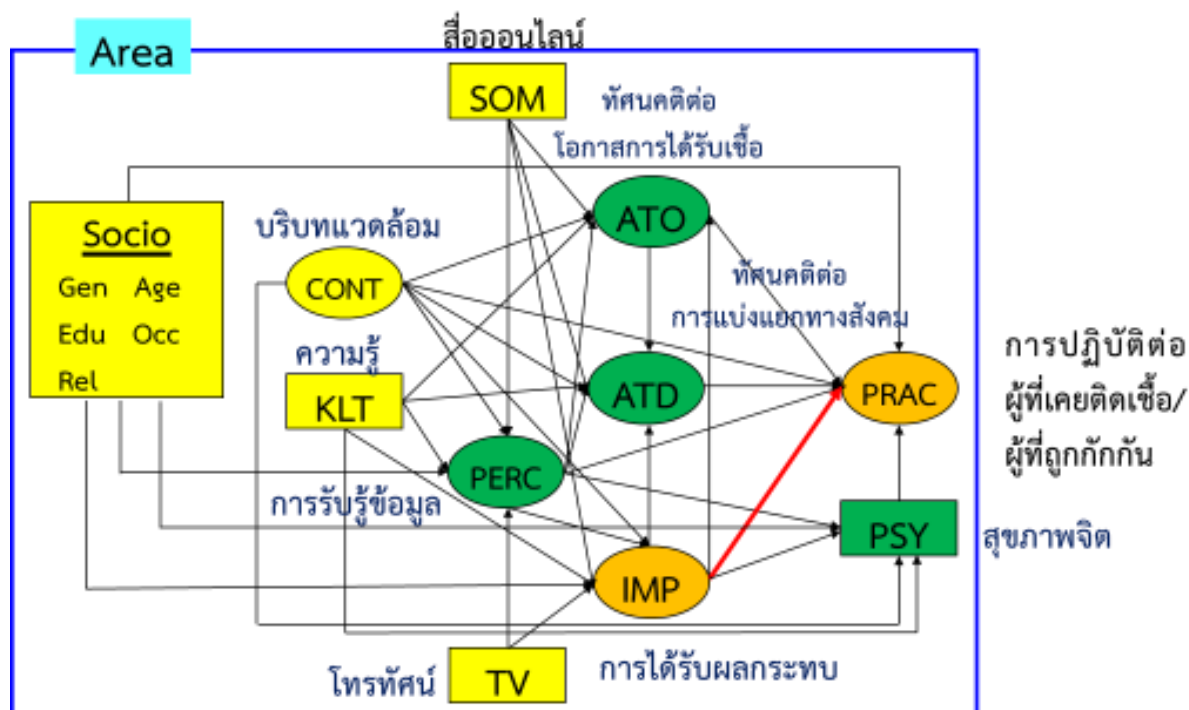 สื่อออนไลน์
Area
SOM
ทัศนคติต่อ
โอกาสการได้รับเชื้อ
Socio
Gen Age
Edu Occ
Rel
บริบทแวดล้อม
ATO
CONT
ทัศนคติต่อ
การแบ่งแยกทางสังคม
ความรู้
KLT
ATD
PRAC
การปฏิบัติต่อ
ผู้ที่เคยติดเชื้อ/
ผู้ที่ถูกกักกัน
PERC
การรับรู้ข้อมูล
PSY
สุขภาพจิต
IMP
โทรทัศน์
TV
การได้รับผลกระทบ